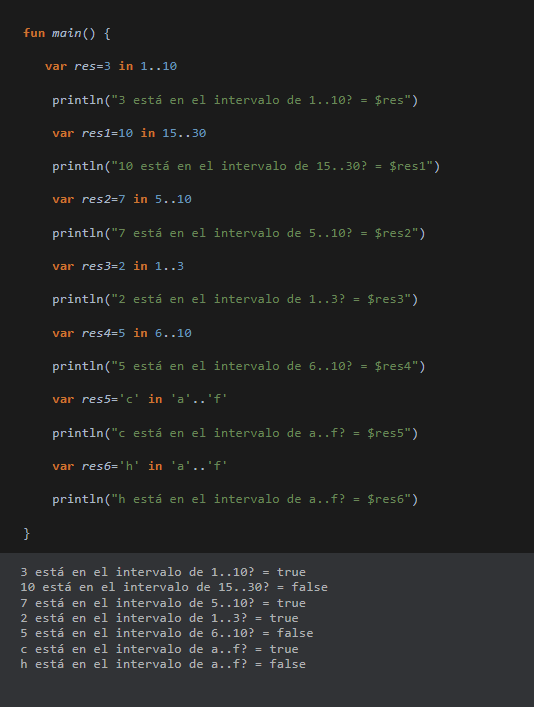 fun main() {
var res=3 in 1..10
println("3 está en el intervalo de 1..10? = $res")
var res1=10 in 15..30
println("10 está en el intervalo de 15..30? = $res1")
var res2=7 in 5..10
println("7 está en el intervalo de 5..10? = $res2")
var res3=2 in 1..3
println("2 está en el intervalo de 1..3? = $res3")
var res4=5 in 6..10
println("5 está en el intervalo de 6..10? = $res4")
var res5='c' in 'a'..'f'
println("c está en el intervalo de a..f? = $res5")
var res6='h' in 'a'..'f'
println("h está en el intervalo de a..f? = $res6")
}
3 está en el intervalo de 1..10? = true
10 está en el intervalo de 15..30? = false
7 está en el intervalo de 5..10? = true
2 está en el intervalo de 1..3? = true
5 está en el intervalo de 6..10? = false
c está en el intervalo de a..f? = true
h está en el intervalo de a..f? = false